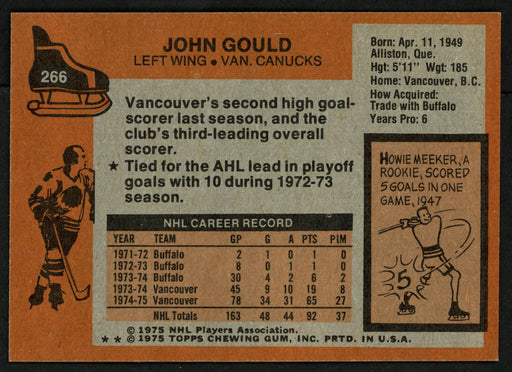 266
JOHN GOULD
LEFT WING • VAN. CANUCKS
Vancouver's second high goal-
scorer last season, and the
club's third-leading overall
scorer.
★ Tied for the AHL lead in playoff
goals with 10 during 1972-73
season.
NHL CAREER RECORD
YEAR TEAM GP G A PTS PIM
1971-72 Buffalo 2 1 0 1 0
1972-73 Buffalo 8 0 1 1 0
1973-74 Buffalo 30 4 2 6 2
1973-74 Vancouver 45 9 10 19 8
1974-75 Vancouver 78 34 31 65 27
NHL Totals 163 48 44 92 37
© 1975 NHL Players Association.
★ ★ © 1975 TOPPS CHEWING GUM, INC. PRTD. IN U.S.A.
Born: Apr. 11, 1949
Alliston, Que.
Hgt: 5'11" Wgt: 185
Home: Vancouver, B.C.
How Acquired:
Trade with Buffalo
Years Pro: 6
HOWIE MEEKER, A
ROOKIE, SCORED
5 GOALS IN ONE
GAME, 1947
5